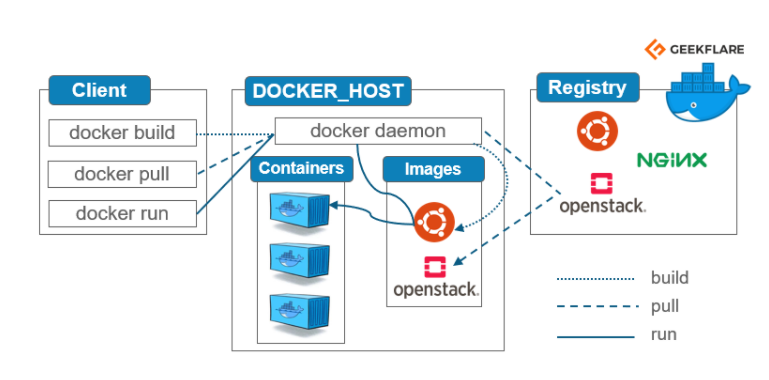 GEEKFLARE
Client
DOCKER_HOST
Registry
docker build
docker daemon
docker pull
docker run
Containers
Images
NGINX
openstack.
openstack.
build
pull
run